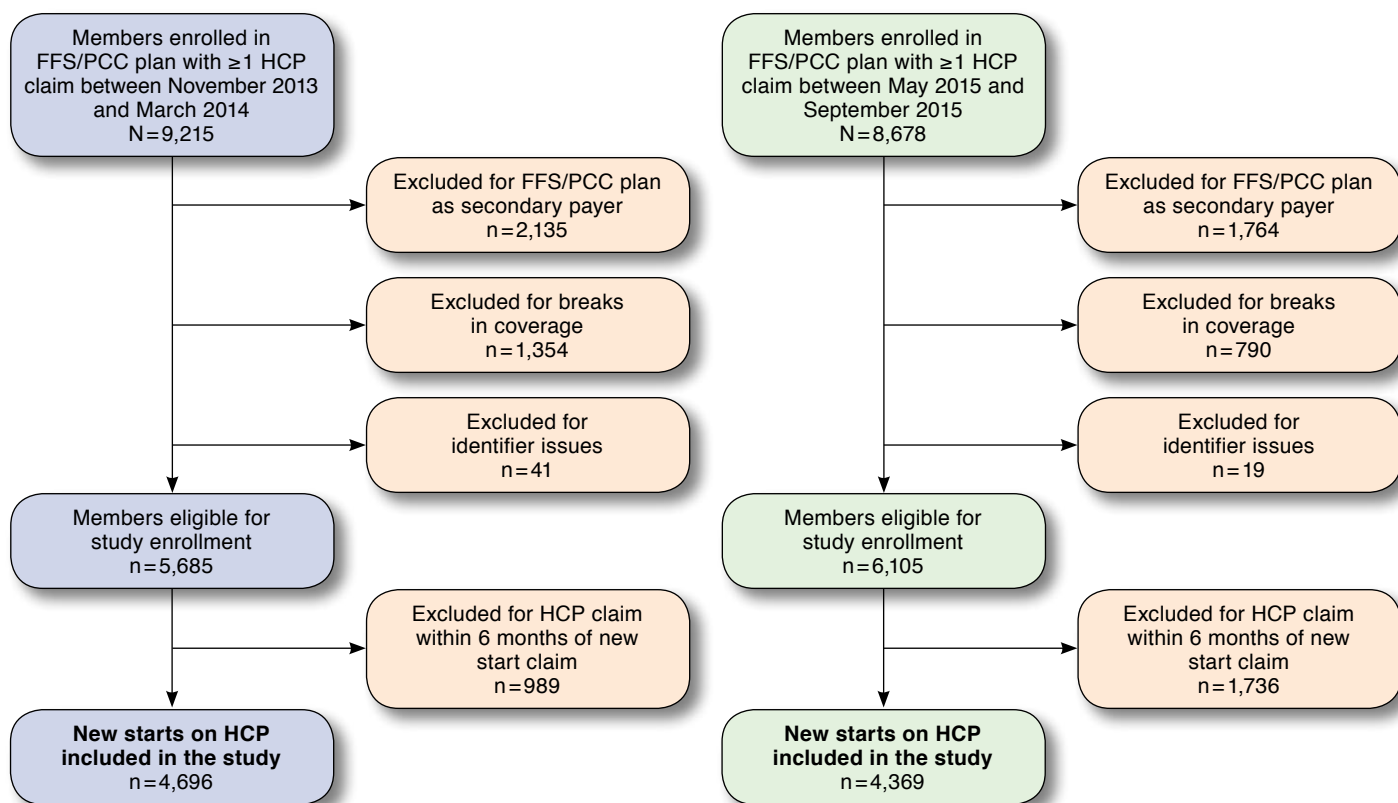 Members enrolled in
FFS/PCC plan with ≥1 HCP
claim between November 2013
and March 2014
N=9,215
Excluded for FFS/PCC plan
as secondary payer
n=2,135
Excluded for breaks
in coverage
n=1,354
Excluded for
identifier issues
n=41
Members eligible for
study enrollment
n=5,685
Excluded for HCP claim
within 6 months of new
start claim
n=989
New starts on HCP
included in the study
n=4,696
Members enrolled in
FFS/PCC plan with ≥1 HCP
claim between May 2015 and
September 2015
N=8,678
Excluded for FFS/PCC plan
as secondary payer
n=1,764
Excluded for breaks
in coverage
n=790
Excluded for
identifier issues
n=19
Members eligible for
study enrollment
n=6,105
Excluded for HCP claim
within 6 months of new
start claim
n=1,736
New starts on HCP
included in the study
n=4,369